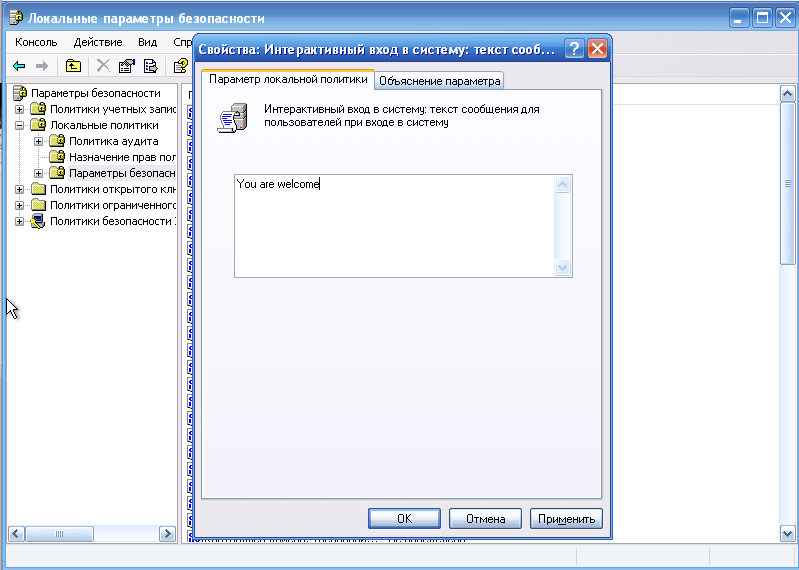 Локальные параметры безопасности
Консоль Действие Вид
Свойства: Интерактивный вход в систему: текст сооб...
Параметр локальной политики
Объяснение параметра
Интерактивный вход в систему: текст сообщения для
пользователей при входе в систему
You are welcome
OK
Отмена
Применить
Параметры безопасности
Политики учетных запис
Локальные политики
Политика аудита
Назначение прав пол
Параметры безопасн
Политики открытого кл
Политики ограниченного
Политики безопасности